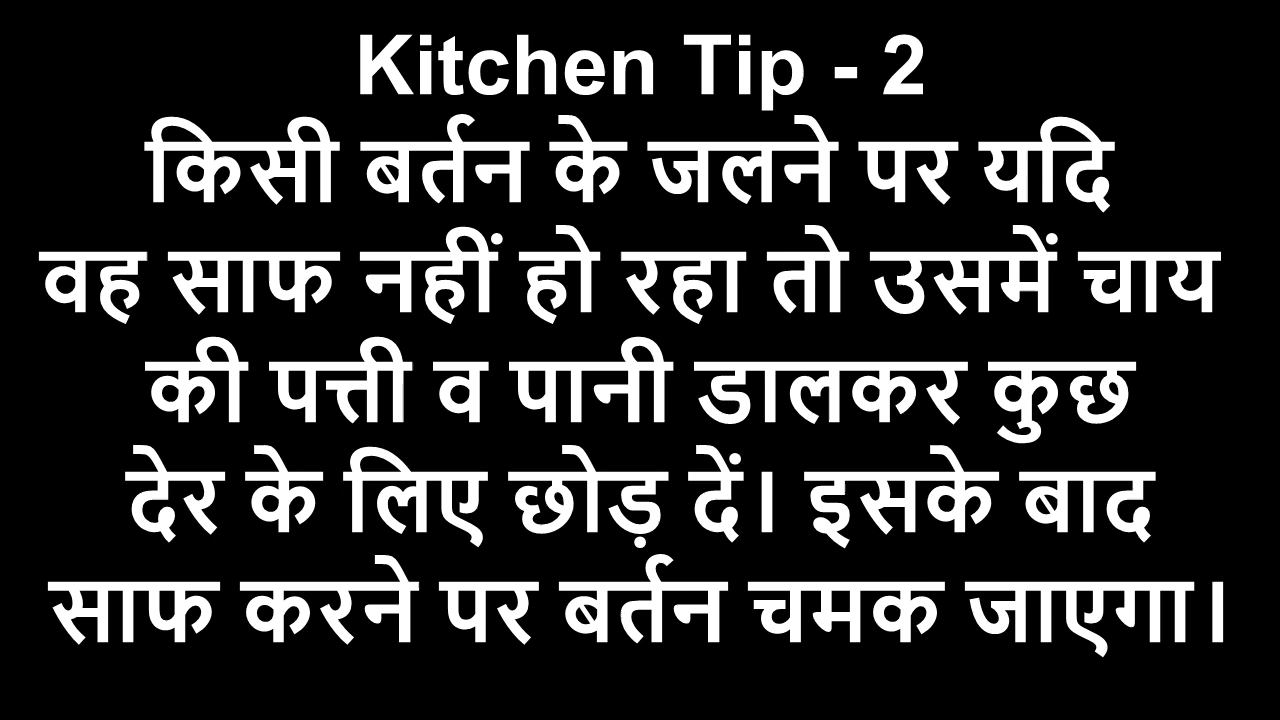 Kitchen Tip - 2
किसी बर्तन के जलने पर यदि
वह साफ नहीं हो रहा तो उसमें चाय
की पत्ती व पानी डालकर कुछ
देर के लिए छोड़ दें। इसके बाद
साफ करने पर बर्तन चमक जाएगा।